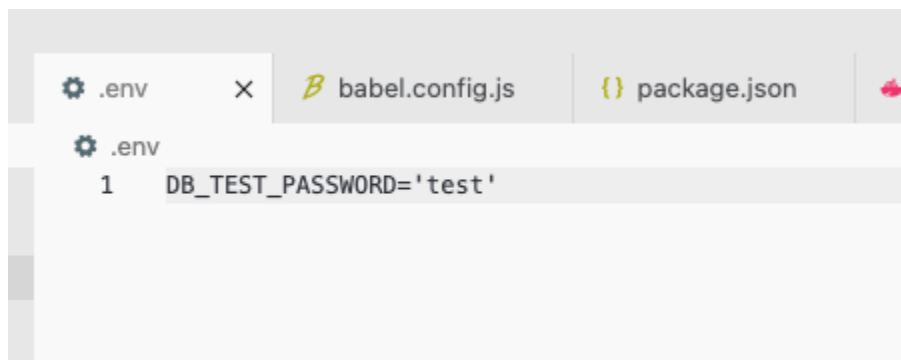 .env babel.config.js package.json
.env
1 DB_TEST_PASSWORD='test'